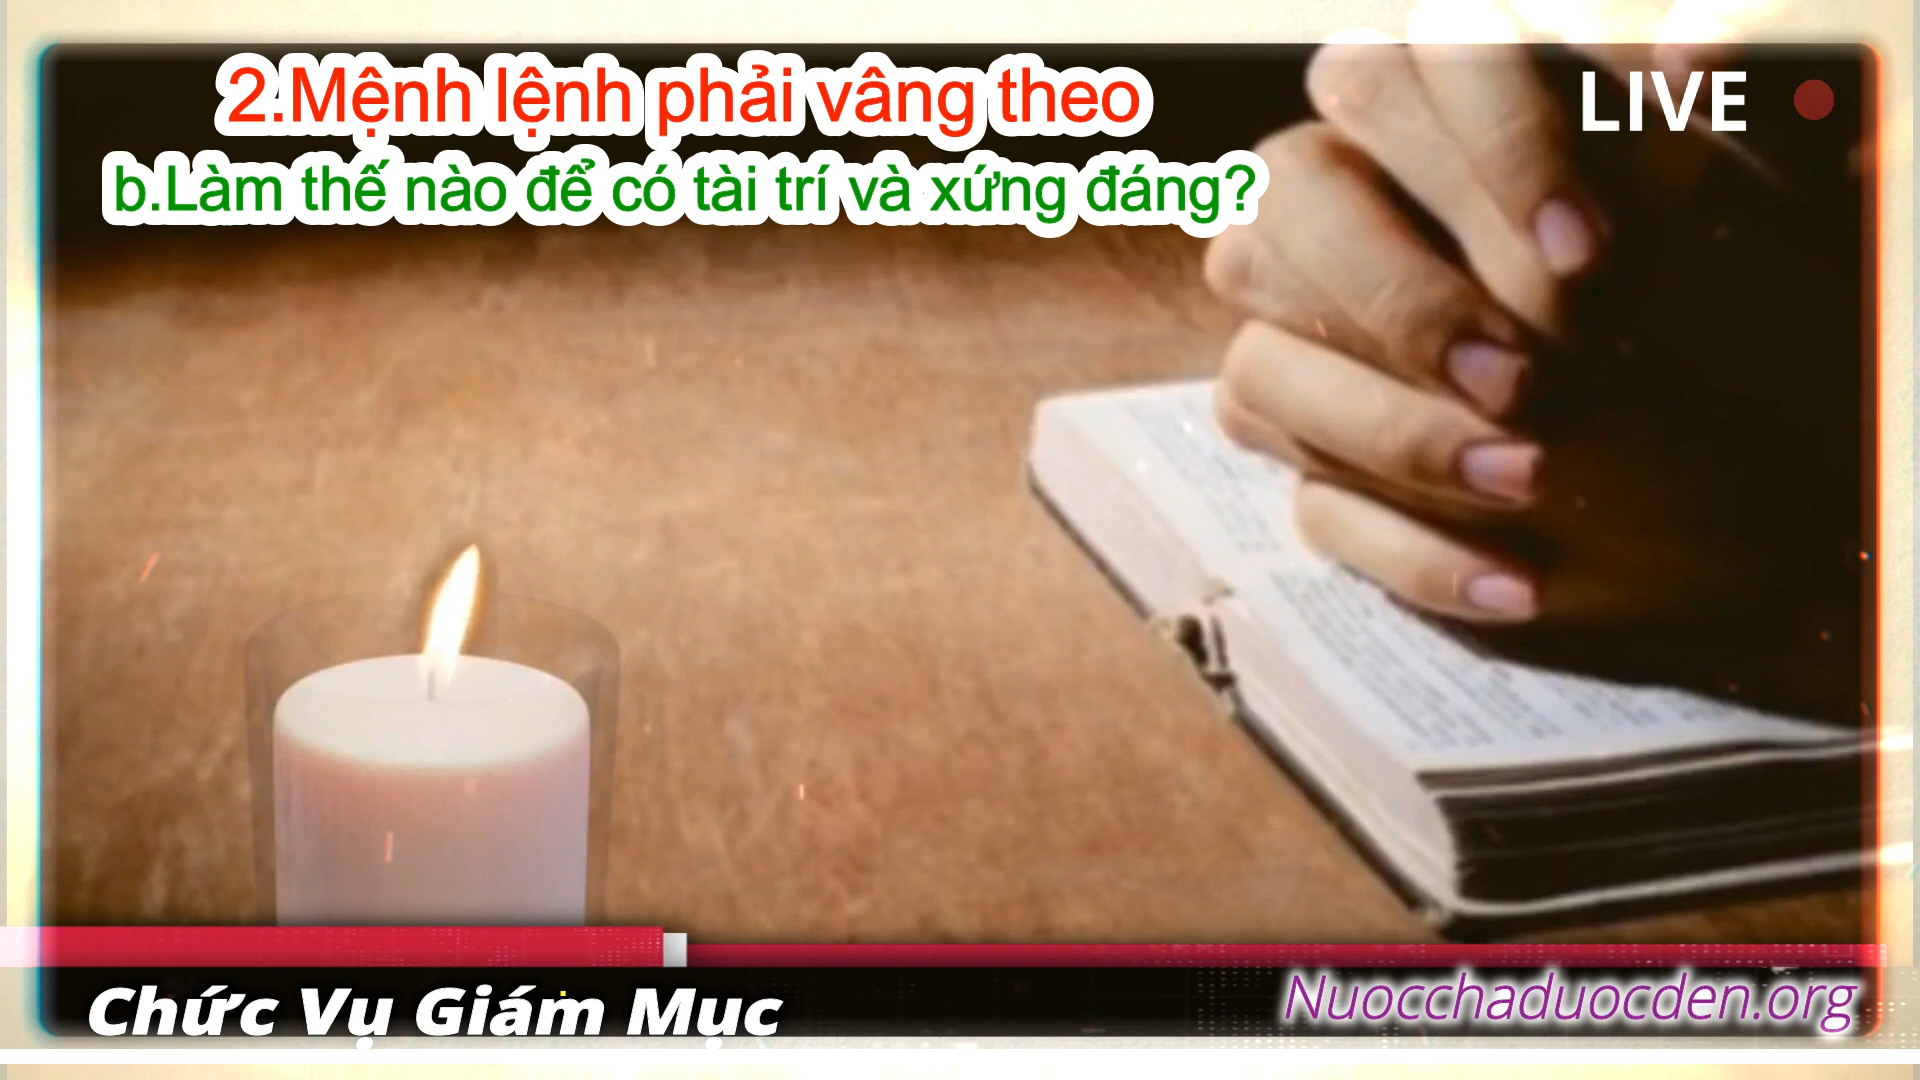 2.Mệnh lệnh phải vâng theo
LIVE
b.Làm thế nào để có tài trí và xứng đáng?
Chức Vụ Giám Mục
Nuocchaduocden.org